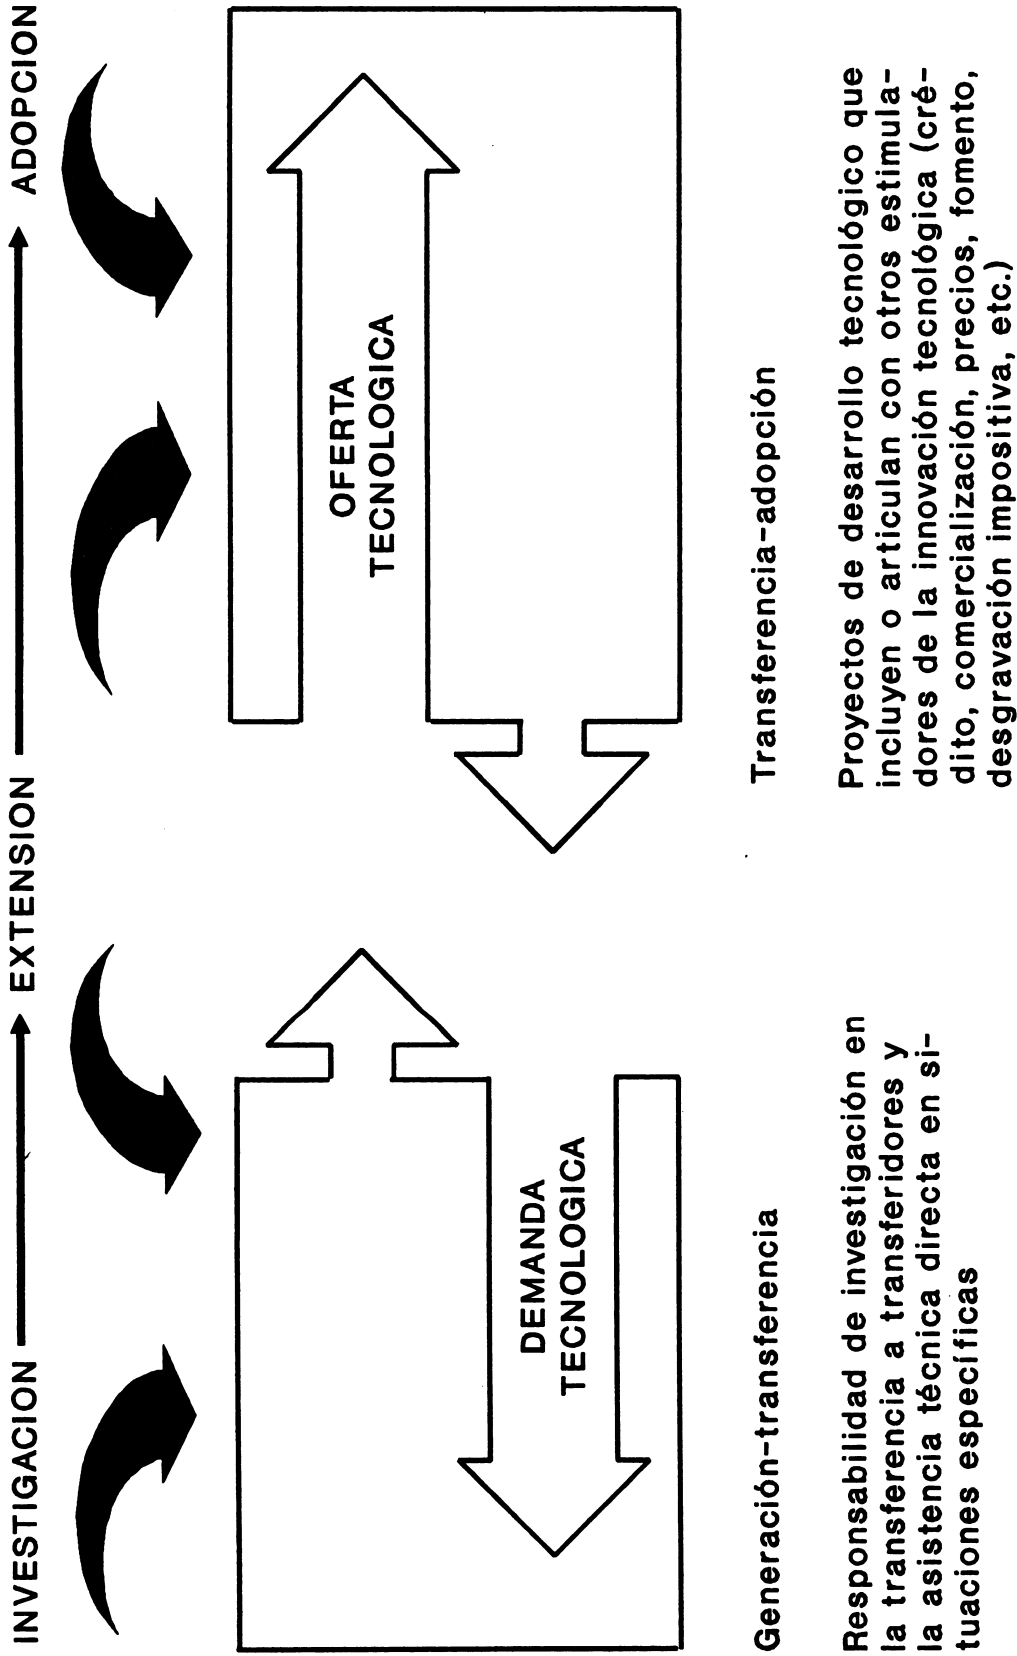 INVESTIGACION EXTENSION ADOPCION
DEMANDA
TECNOLOGICA
OFERTA
TECNOLOGICA
Generación-transferencia
Responsabilidad de investigación en
la transferencia a transferidores y
la asistencia técnica directa en si-
tuaciones específicas
Transferencia-adopción
Proyectos de desarrollo tecnológico que
incluyen o articulan con otros estimula-
dores de la innovación tecnológica (cré-
dito, comercialización, precios, fomento,
desgravación impositiva, etc.)